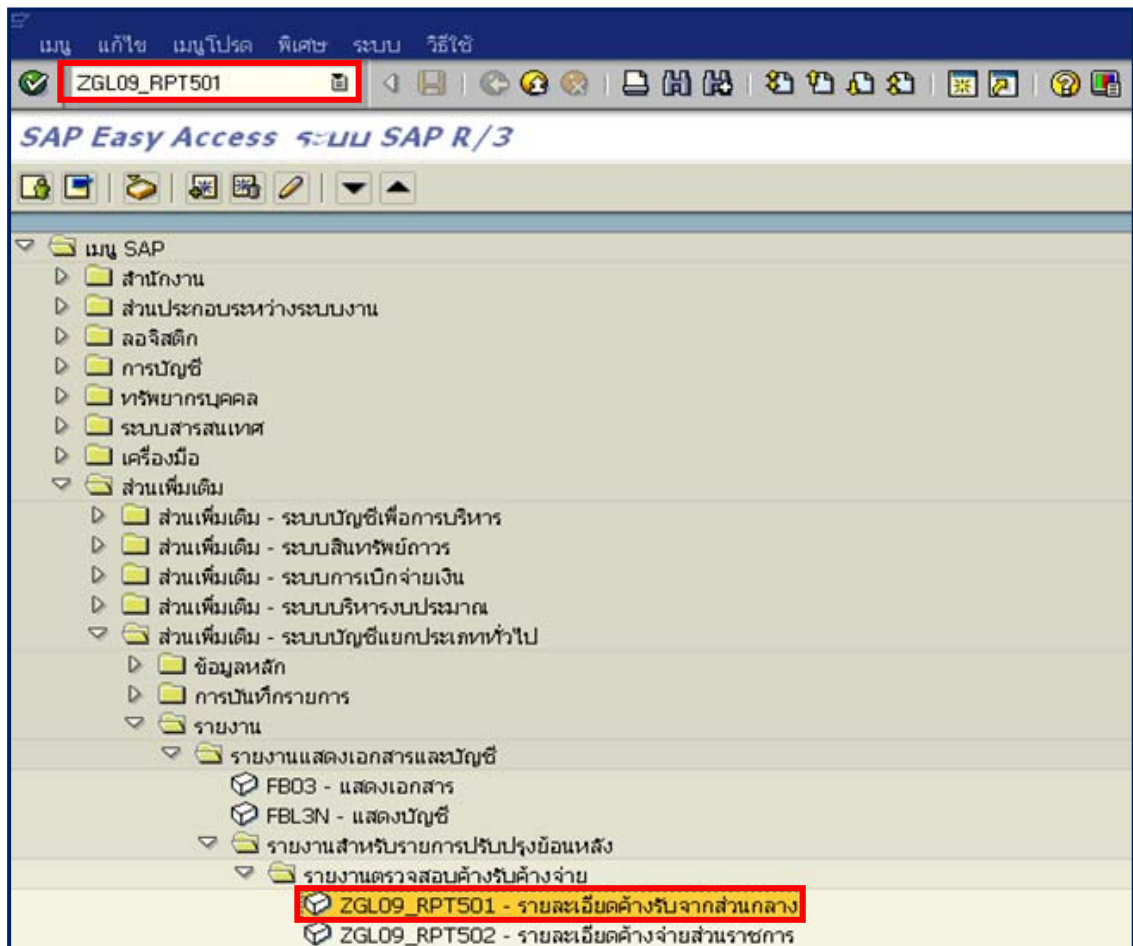 เมนู แก้ไข เมนูโปรด พิเศษ ระบบ วิธีใช้
ZGL09_RPT501
SAP Easy Access ระบบ SAP R/3
เมนู SAP
สำนักงาน
ส่วนประกอบระหว่างระบบงาน
ลอจิสติก
การบัญชี
ทรัพยากรบุคคล
ระบบสารสนเทศ
เครื่องมือ
ส่วนเพิ่มเติม
ส่วนเพิ่มเติม - ระบบบัญชีเพื่อการบริหาร
ส่วนเพิ่มเติม - ระบบสินทรัพย์ถาวร
ส่วนเพิ่มเติม - ระบบการเบิกจ่ายเงิน
ส่วนเพิ่มเติม - ระบบบริหารงบประมาณ
ส่วนเพิ่มเติม - ระบบบัญชีแยกประเภททั่วไป
ข้อมูลหลัก
การบันทึกรายการ
รายงาน
รายงานแสดงเอกสารและบัญชี
FB03 - แสดงเอกสาร
FBL3N - แสดงบัญชี
รายงานสำหรับรายการปรับปรุงย้อนหลัง
รายงานตรวจสอบค้างรับค้างจ่าย
ZGL09_RPT501 - รายละเอียดค้างรับจากส่วนกลาง
ZGL09_RPT502 - รายละเอียดค้างจ่ายส่วนราชการ